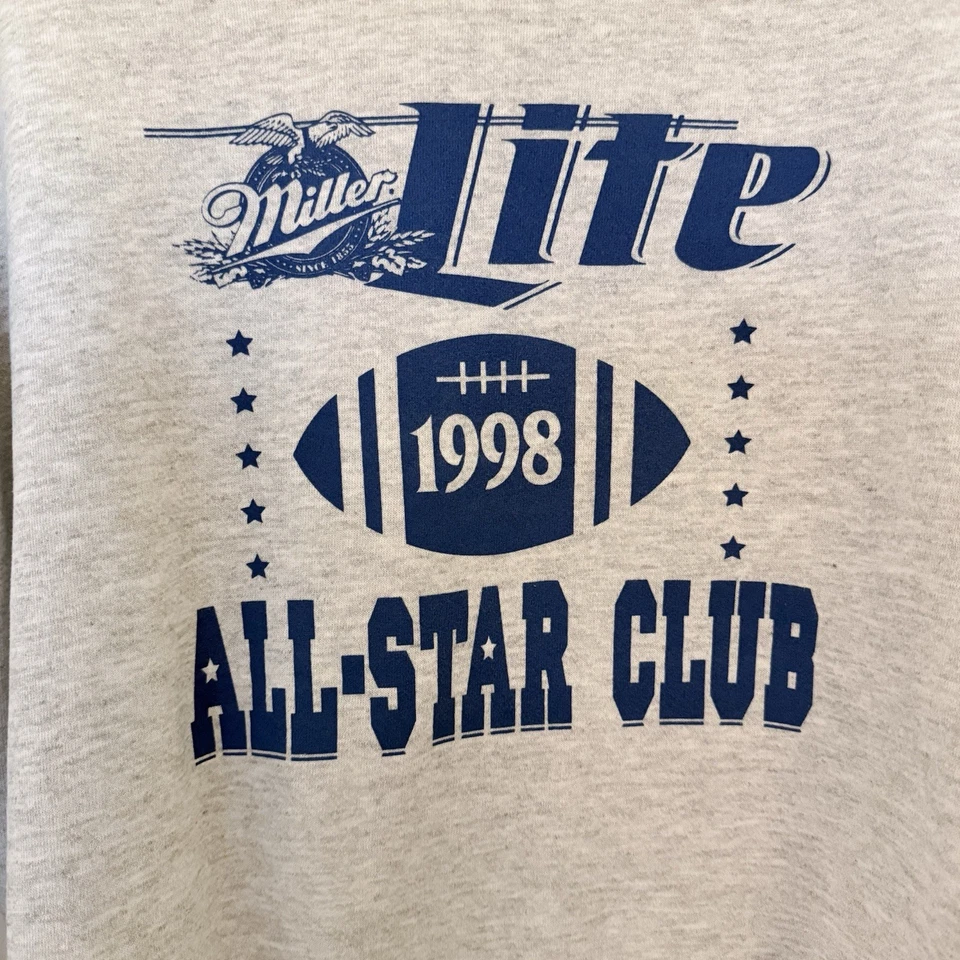 Miller Lite
SINCE 1855
1998
ALL-STAR CLUB